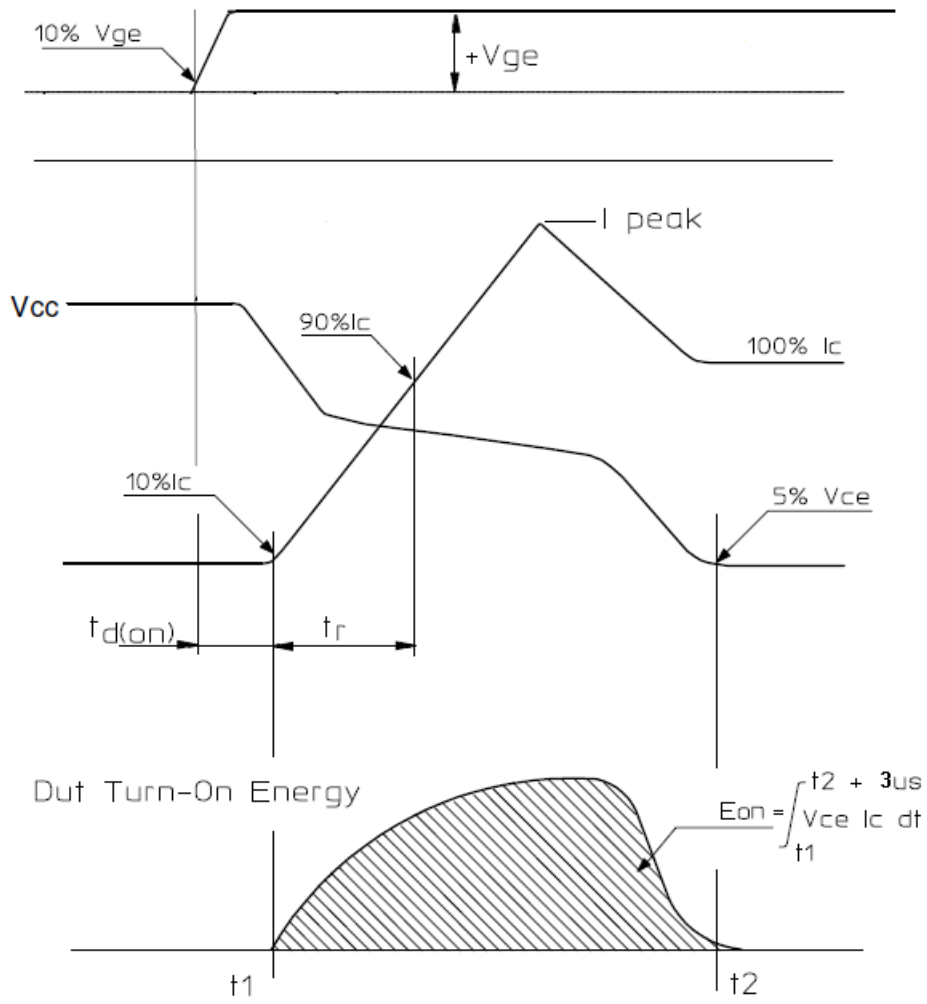 10% Vge
+Vge
I peak
Vcc
90%Ic
100% Ic
10%Ic
5% Vce
td(on)
tr
Dut Turn-On Energy
t2 + 3us
Eon = ∫ Vce Ic dt
t1
t1
t2